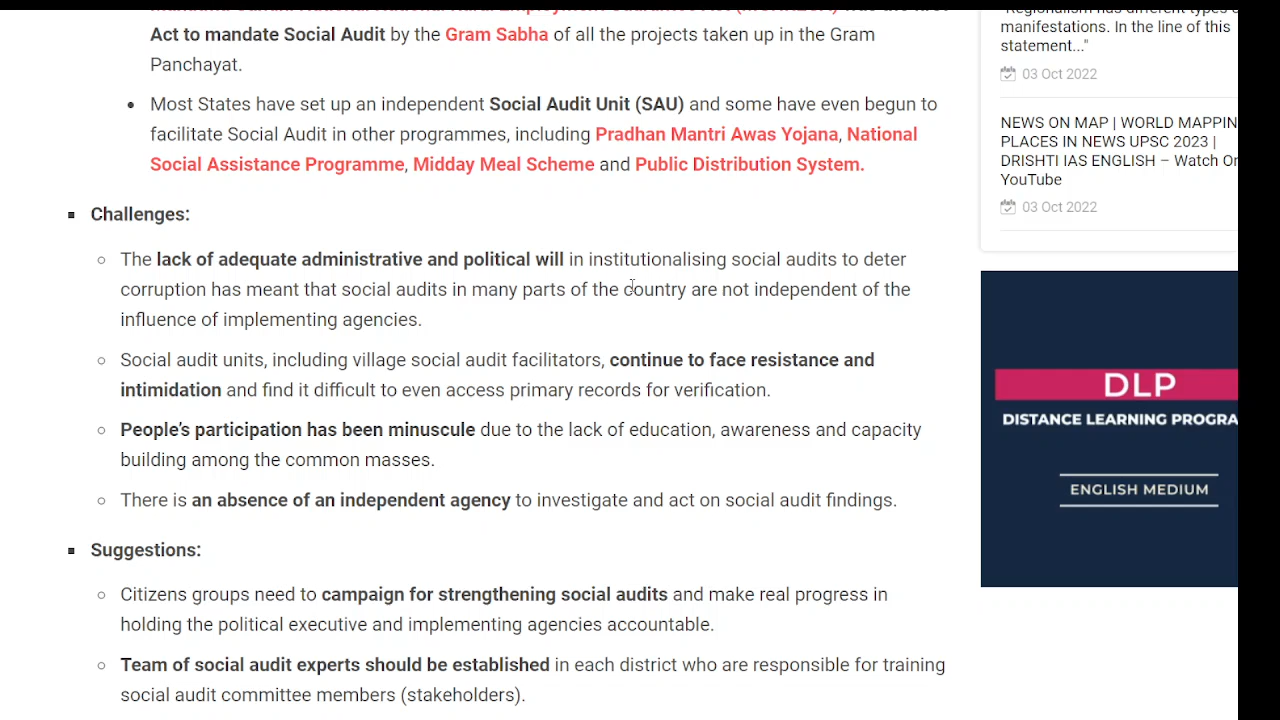 Act to mandate Social Audit by the Gram Sabha of all the projects taken up in the Gram
Panchayat.
• Most States have set up an independent Social Audit Unit (SAU) and some have even begun to
facilitate Social Audit in other programmes, including Pradhan Mantri Awas Yojana, National
Social Assistance Programme, Midday Meal Scheme and Public Distribution System.
▪ Challenges:
○ The lack of adequate administrative and political will in institutionalising social audits to deter
corruption has meant that social audits in many parts of the country are not independent of the
influence of implementing agencies.
○ Social audit units, including village social audit facilitators, continue to face resistance and
intimidation and find it difficult to even access primary records for verification.
○ People's participation has been minuscule due to the lack of education, awareness and capacity
building among the common masses.
○ There is an absence of an independent agency to investigate and act on social audit findings.
▪ Suggestions:
○ Citizens groups need to campaign for strengthening social audits and make real progress in
holding the political executive and implementing agencies accountable.
○ Team of social audit experts should be established in each district who are responsible for training
social audit committee members (stakeholders).
"Regionalism has different types o
manifestations. In the line of this
statement..."
03 Oct 2022
NEWS ON MAP | WORLD MAPPIN
PLACES IN NEWS UPSC 2023 |
DRISHTI IAS ENGLISH – Watch On
YouTube
03 Oct 2022
DLP
DISTANCE LEARNING PROGRA
ENGLISH MEDIUM